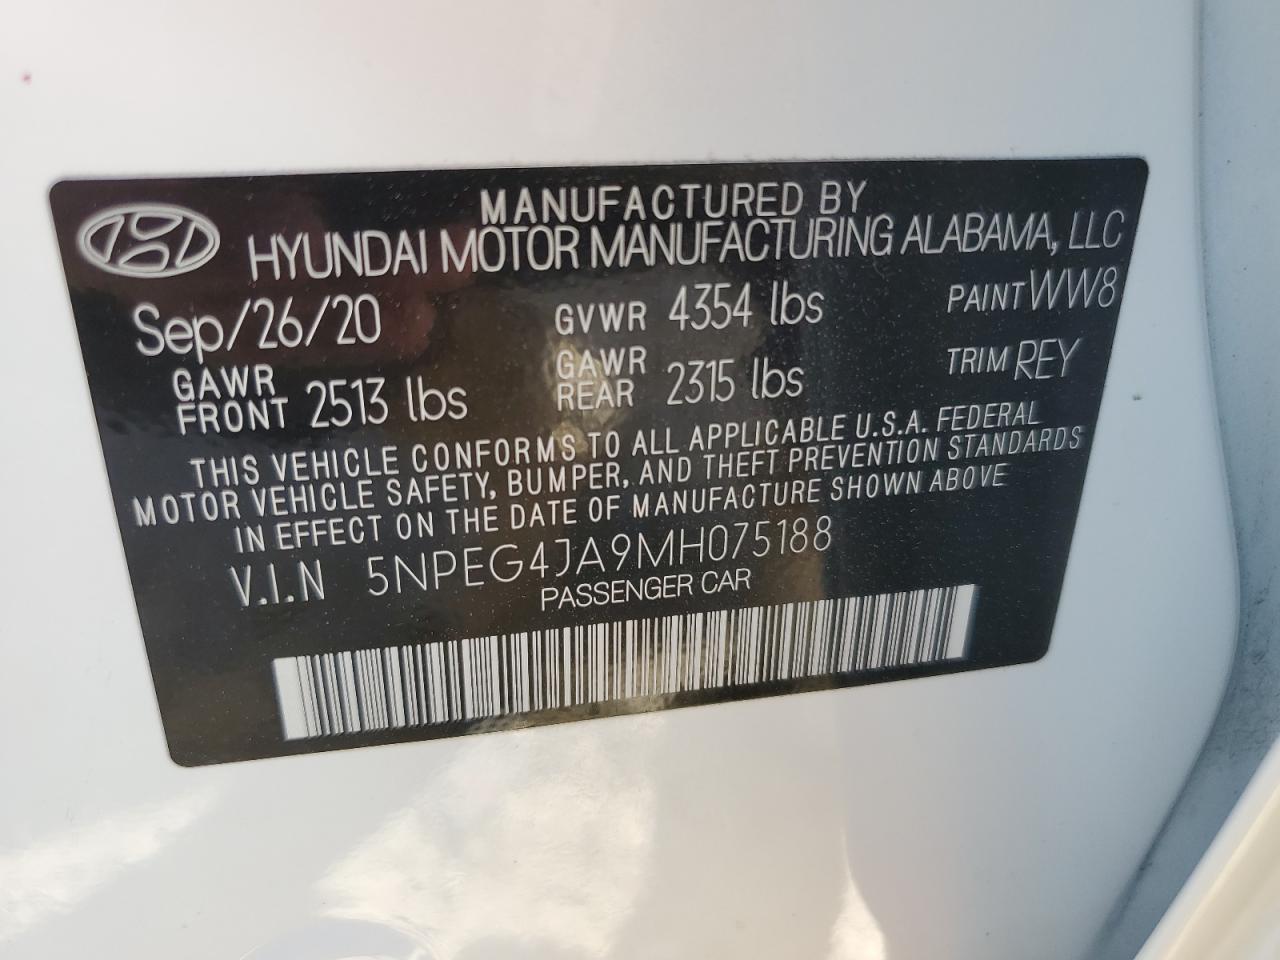 MANUFACTURED BY
HYUNDAI MOTOR MANUFACTURING ALABAMA, LLC
Sep/26/20 GVWR 4354 lbs PAINT WW8
GAWR FRONT 2513 lbs GAWR REAR 2315 lbs TRIM REY
THIS VEHICLE CONFORMS TO ALL APPLICABLE U.S.A. FEDERAL
MOTOR VEHICLE SAFETY, BUMPER, AND THEFT PREVENTION STANDARDS
IN EFFECT ON THE DATE OF MANUFACTURE SHOWN ABOVE
V.I.N 5NPEG4JA9MH075188
PASSENGER CAR